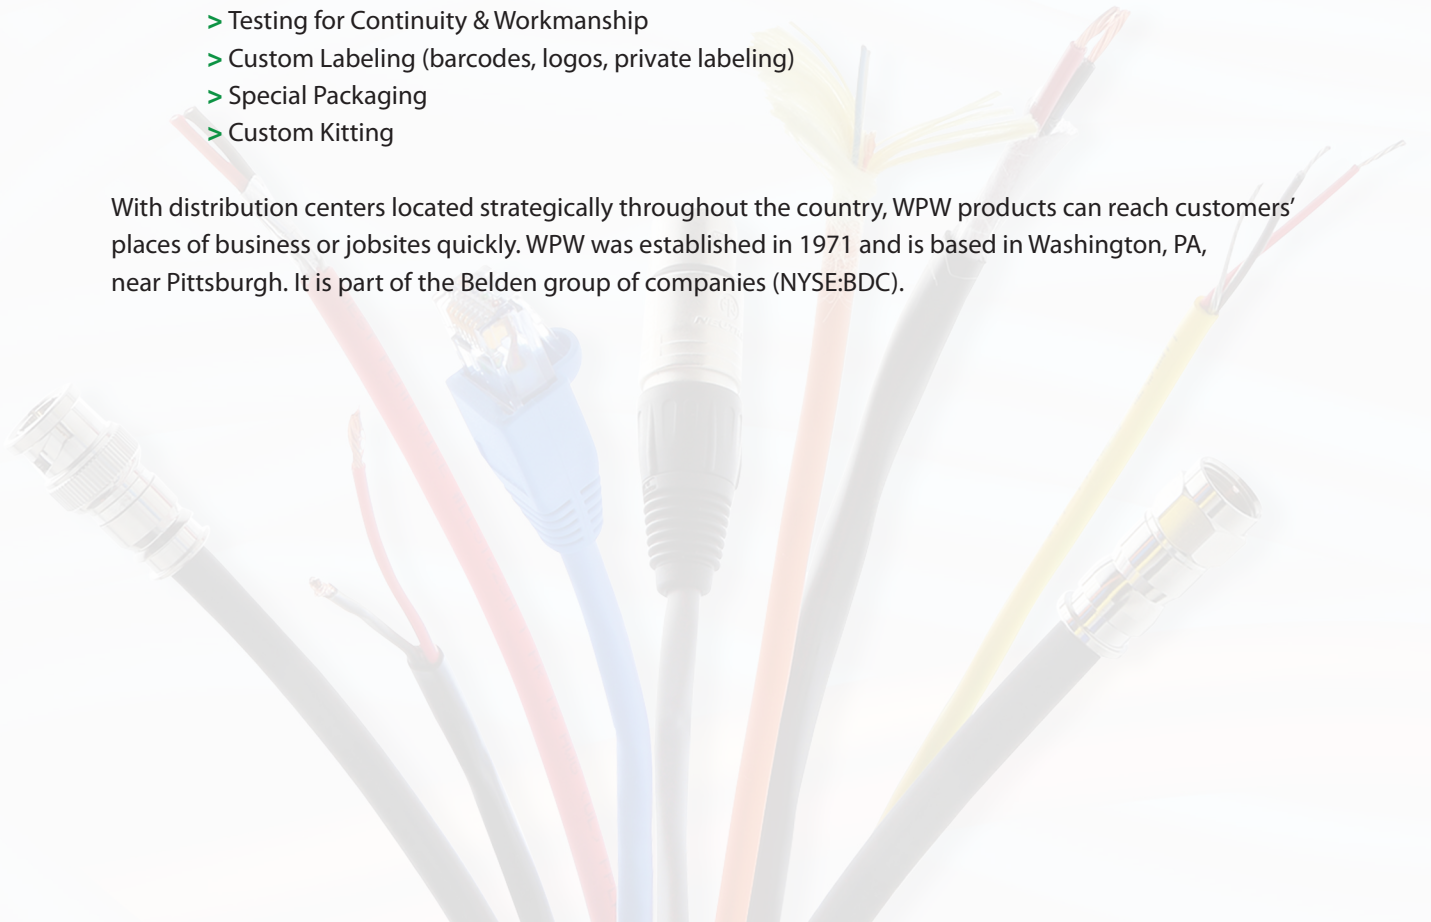 > Testing for Continuity & Workmanship
> Custom Labeling (barcodes, logos, private labeling)
> Special Packaging
> Custom Kitting
With distribution centers located strategically throughout the country, WPW products can reach customers’
places of business or jobsites quickly. WPW was established in 1971 and is based in Washington, PA,
near Pittsburgh. It is part of the Belden group of companies (NYSE:BDC).